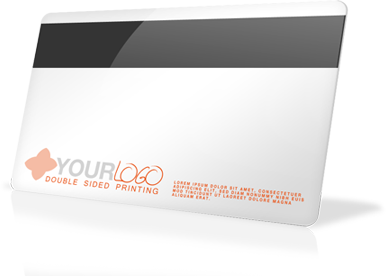 YOURLOGO
DOUBLE SIDED PRINTING
LOREM IPSUM DOLOR SIT AMET, CONSECTETUER
ADIPISCING ELIT, SED DIAM NONUMMY NIBH EUIS
MOD TINCIDUNT UT LAOREET DOLORE MAGNA
ALIQUAM ERAT.